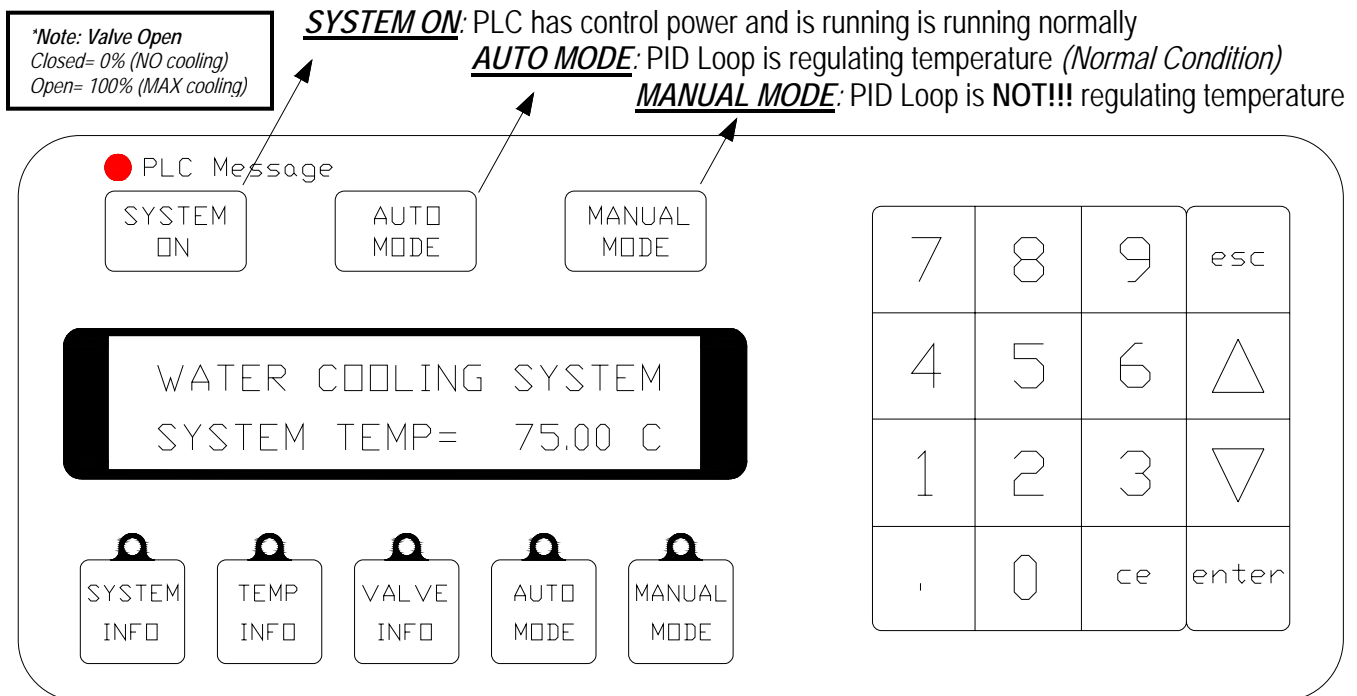 *Note: Valve Open
Closed= 0% (NO cooling)
Open= 100% (MAX cooling)
SYSTEM ON: PLC has control power and is running is running normally
AUTO MODE: PID Loop is regulating temperature (Normal Condition)
MANUAL MODE: PID Loop is NOT!!! regulating temperature
PLC Message
SYSTEM
ON
AUTO
MODE
MANUAL
MODE
WATER COOLING SYSTEM
SYSTEM TEMP= 75.00 C
SYSTEM
INFO
TEMP
INFO
VALVE
INFO
AUTO
MODE
MANUAL
MODE
7 8 9 esc
4 5 6
1 2 3
. 0 ce enter